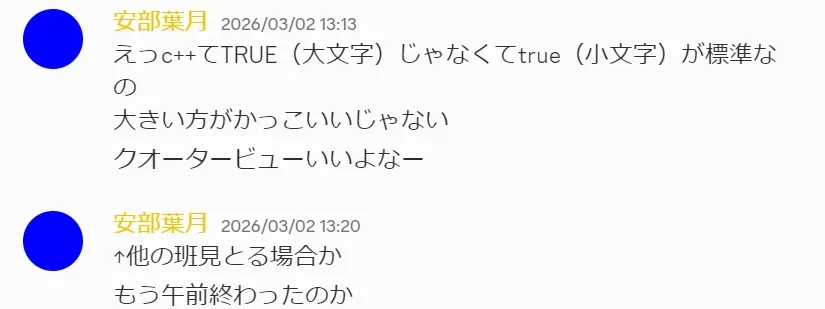 安部葉月 2026/03/02 13:13
えっc++てTRUE（大文字）じゃなくてtrue（小文字）が標準な
の
大きい方がかっこいいじゃない
クオータービューいいよなー
安部葉月 2026/03/02 13:20
↑他の班見とる場合か
もう午前終わったのか